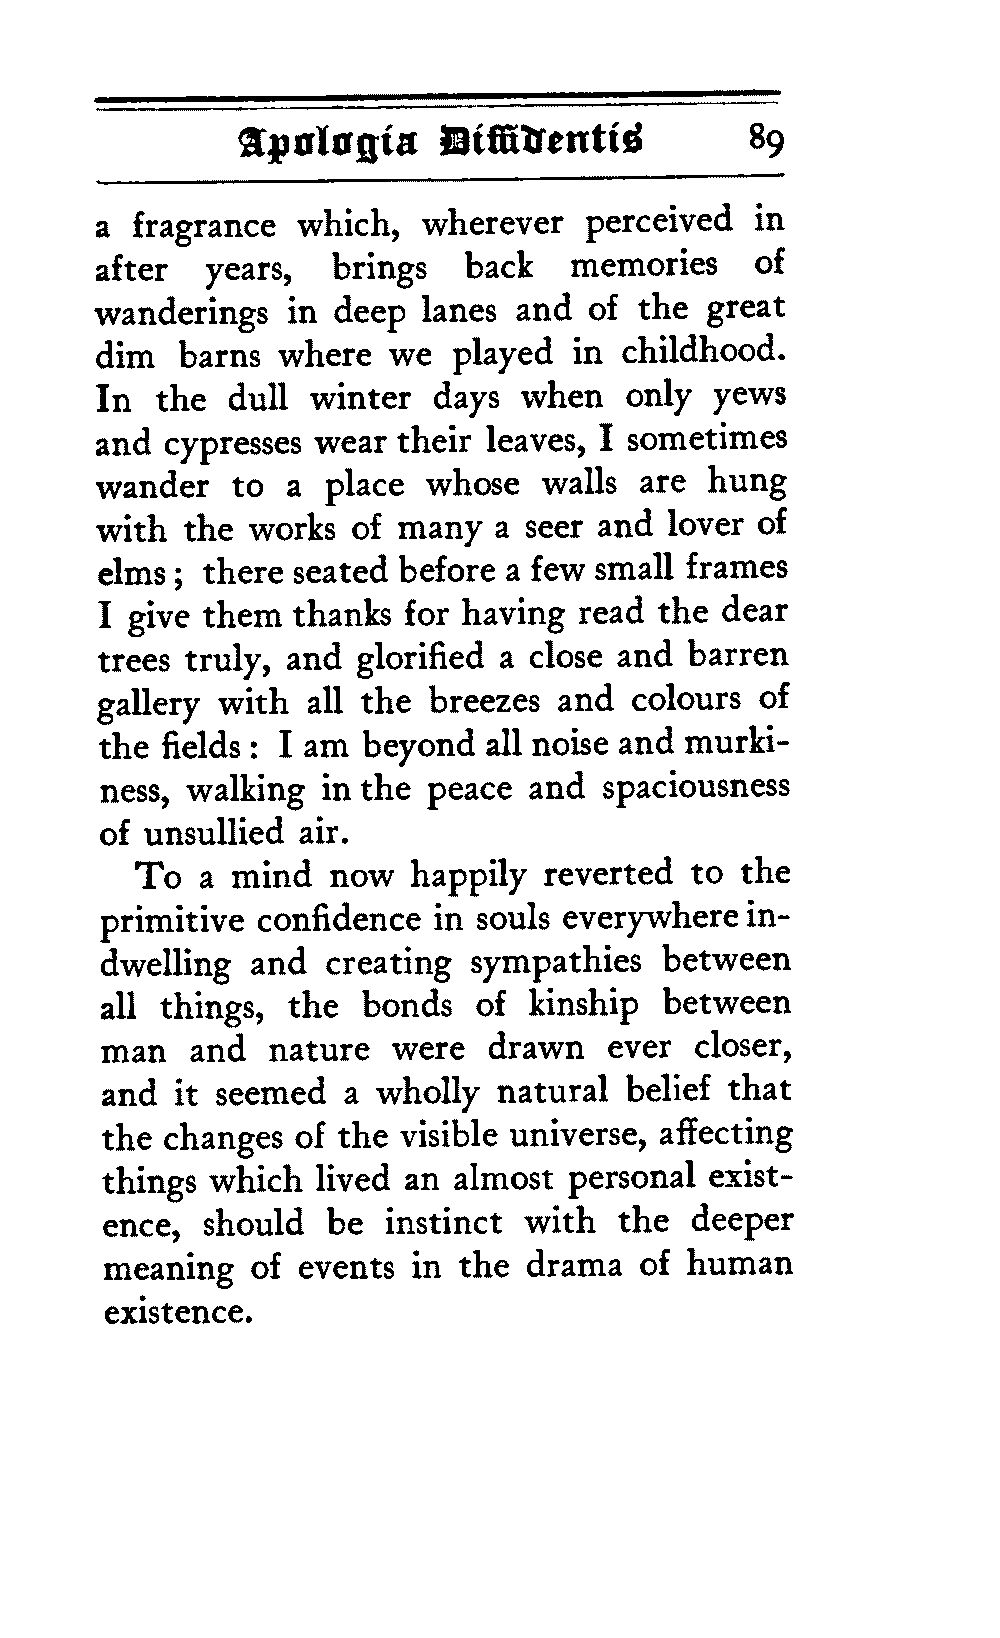 Apologia Diffidentis 89
a fragrance which, wherever perceived in
after years, brings back memories of
wanderings in deep lanes and of the great
dim barns where we played in childhood.
In the dull winter days when only yews
and cypresses wear their leaves, I sometimes
wander to a place whose walls are hung
with the works of many a seer and lover of
elms ; there seated before a few small frames
I give them thanks for having read the dear
trees truly, and glorified a close and barren
gallery with all the breezes and colours of
the fields : I am beyond all noise and murki-
ness, walking in the peace and spaciousness
of unsullied air.
To a mind now happily reverted to the
primitive confidence in souls everywhere in-
dwelling and creating sympathies between
all things, the bonds of kinship between
man and nature were drawn ever closer,
and it seemed a wholly natural belief that
the changes of the visible universe, affecting
things which lived an almost personal exist-
ence, should be instinct with the deeper
meaning of events in the drama of human
existence.